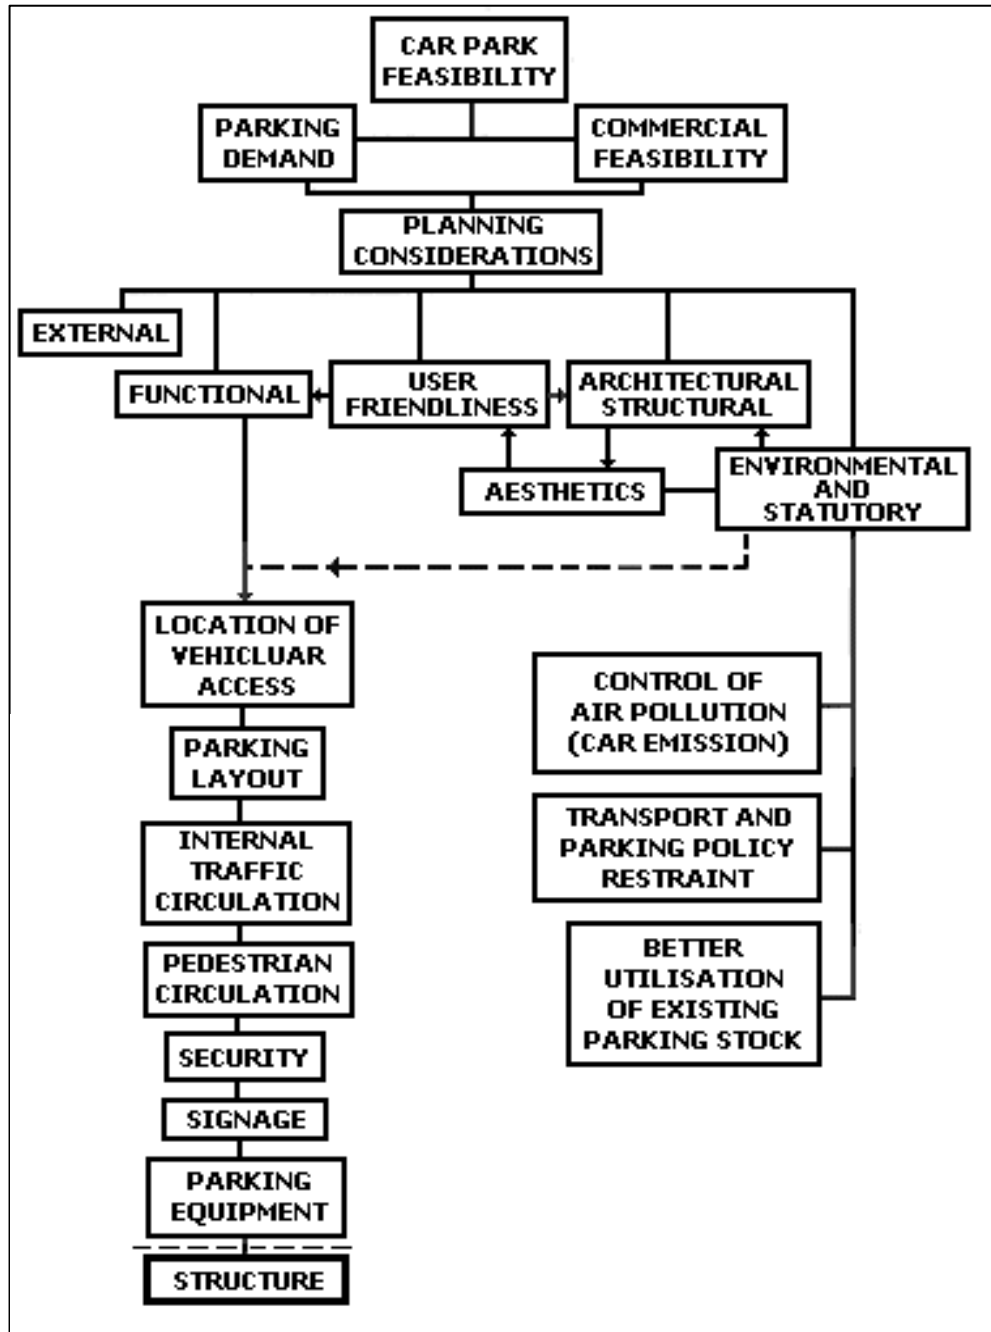 CAR PARK
FEASIBILITY
PARKING
DEMAND
COMMERCIAL
FEASIBILITY
PLANNING
CONSIDERATIONS
EXTERNAL
FUNCTIONAL
USER
FRIENDLINESS
ARCHITECTURAL
STRUCTURAL
AESTHETICS
ENVIRONMENTAL
AND
STATUTORY
LOCATION OF
VEHICLUAR
ACCESS
PARKING
LAYOUT
INTERNAL
TRAFFIC
CIRCULATION
PEDESTRIAN
CIRCULATION
SECURITY
SIGNAGE
PARKING
EQUIPMENT
STRUCTURE
CONTROL OF
AIR POLLUTION
(CAR EMISSION)
TRANSPORT AND
PARKING POLICY
RESTRAINT
BETTER
UTILISATION
OF EXISTING
PARKING STOCK